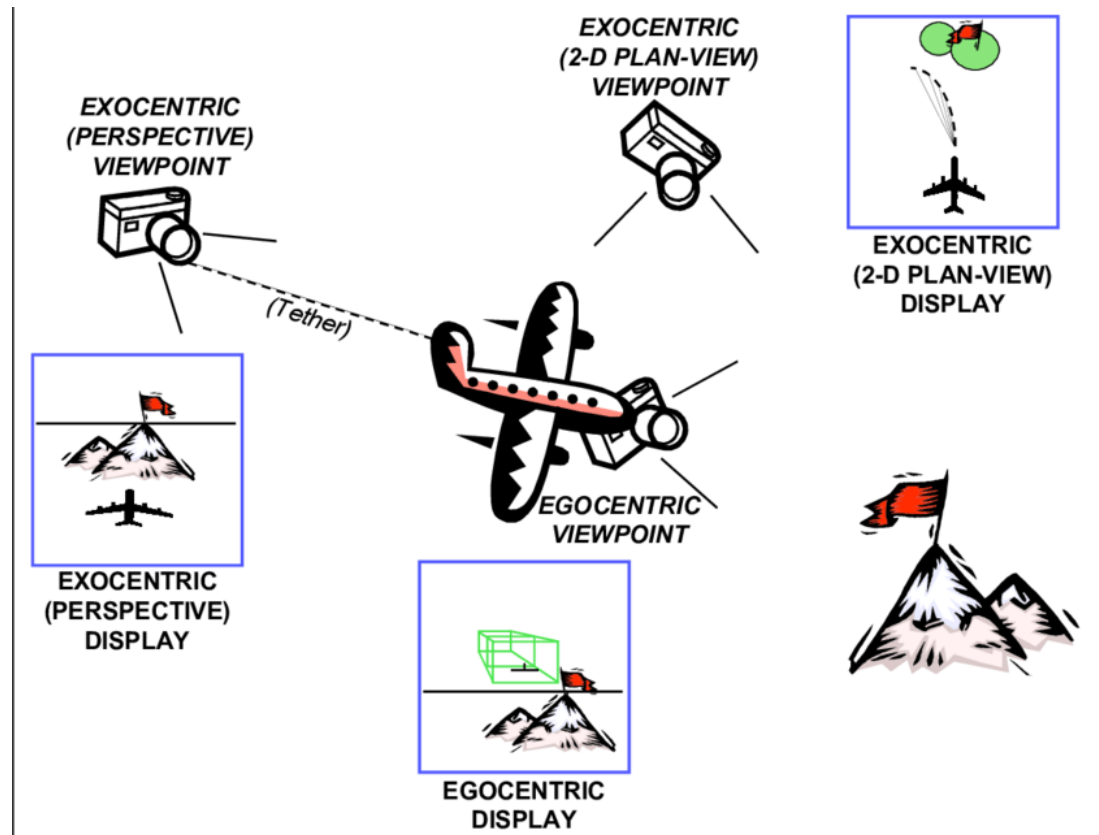 EXOCENTRIC
(PERSPECTIVE)
VIEWPOINT
EXOCENTRIC
(2-D PLAN-VIEW)
VIEWPOINT
EXOCENTRIC
(2-D PLAN-VIEW)
DISPLAY
(Tether)
EGOCENTRIC
VIEWPOINT
EXOCENTRIC
(PERSPECTIVE)
DISPLAY
EGOCENTRIC
DISPLAY